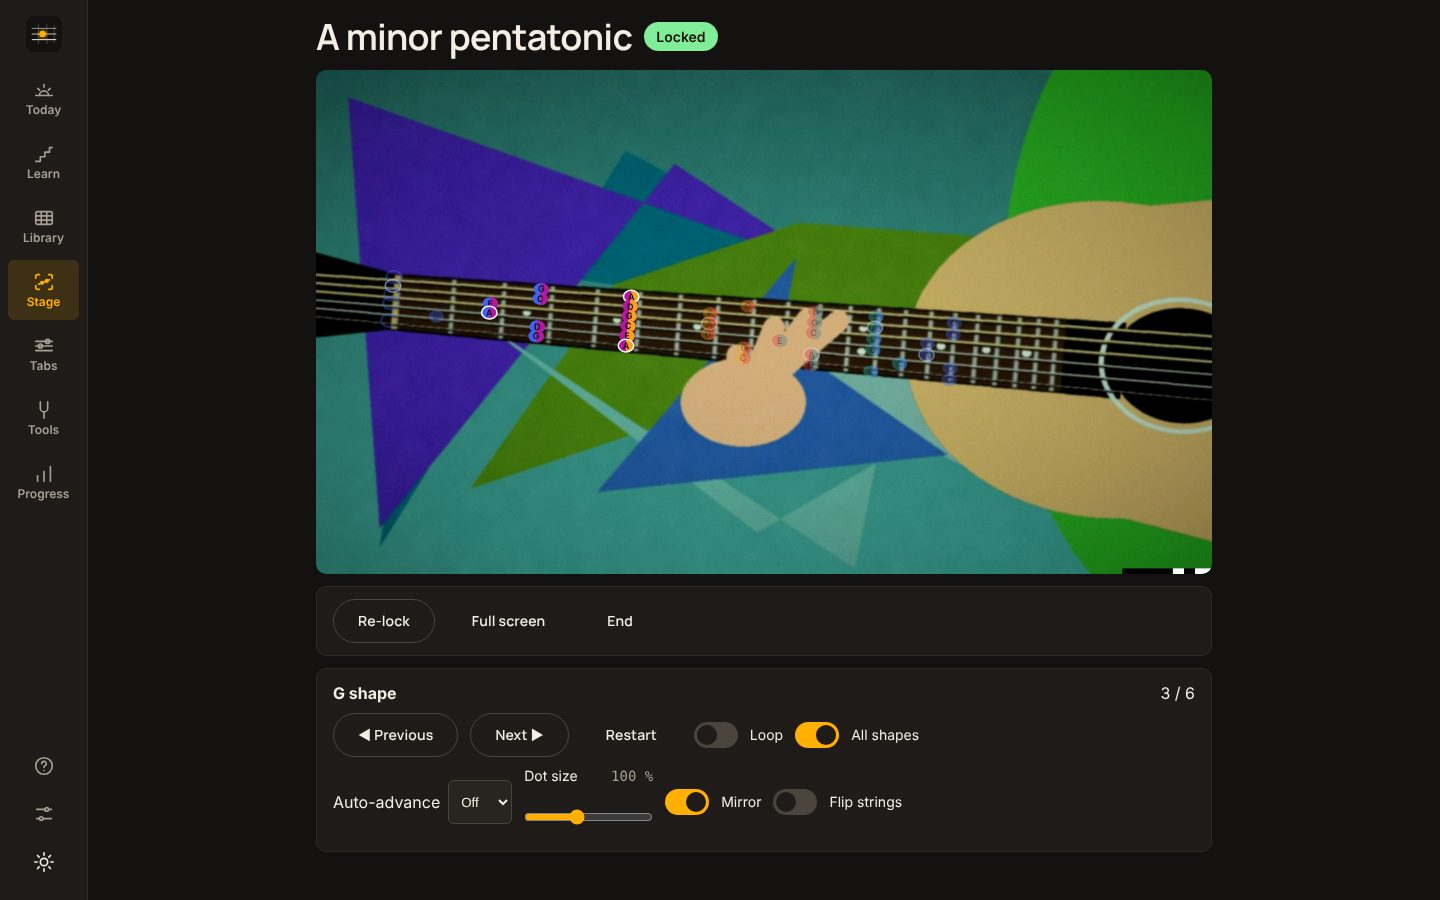 A minor pentatonic
Locked
Today
Learn
Library
Stage
Tabs
Tools
Progress
G
C
A
D
G
A
Re-lock
Full screen
End
G shape
3 / 6
◀ Previous
Next ▶
Restart
Loop
All shapes
Auto-advance
Off
Dot size
100 %
Mirror
Flip strings